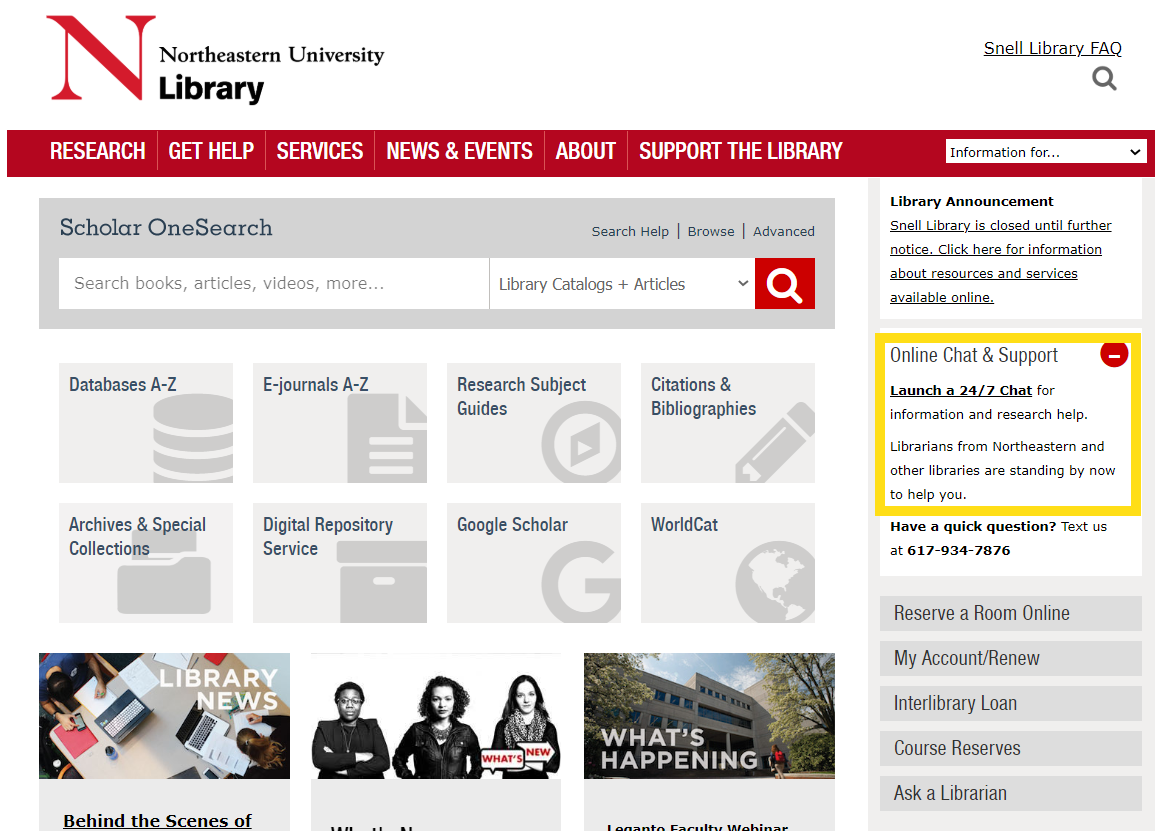 Northeastern University
Library
Snell Library FAQ
RESEARCH
GET HELP
SERVICES
NEWS & EVENTS
ABOUT
SUPPORT THE LIBRARY
Information for...
Scholar OneSearch
Search Help | Browse | Advanced
Search books, articles, videos, more...
Library Catalogs + Articles
Databases A-Z
E-journals A-Z
Research Subject
Guides
Citations &
Bibliographies
Archives & Special
Collections
Digital Repository
Service
Google Scholar
WorldCat
LIBRARY
NEWS
WHAT'S
NEW
WHAT'S
HAPPENING
Behind the Scenes of
Leganto Faculty Webinar
Library Announcement
Snell Library is closed until further
notice. Click here for information
about resources and services
available online.
Online Chat & Support
Launch a 24/7 Chat for
information and research help.
Librarians from Northeastern and
other libraries are standing by now
to help you.
Have a quick question? Text us
at 617-934-7876
Reserve a Room Online
My Account/Renew
Interlibrary Loan
Course Reserves
Ask a Librarian